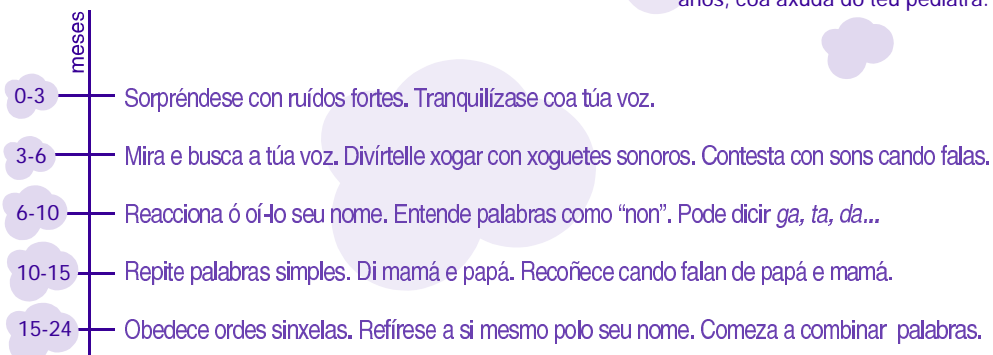 anos, coa axuda do teu pediatra.
meses
0-3 Sorpréndese con ruídos fortes. Tranquilízase coa túa voz.
3-6 Mira e busca a túa voz. Divírtelle xogar con xoguetes sonoros. Contesta con sons cando falas.
6-10 Reacciona ó oí-lo seu nome. Entende palabras como “non”. Pode dicir ga, ta, da...
10-15 Repite palabras simples. Di mamá e papá. Recoñece cando falan de papá e mamá.
15-24 Obedece ordes sinxelas. Refírese a si mesmo polo seu nome. Comeza a combinar palabras.